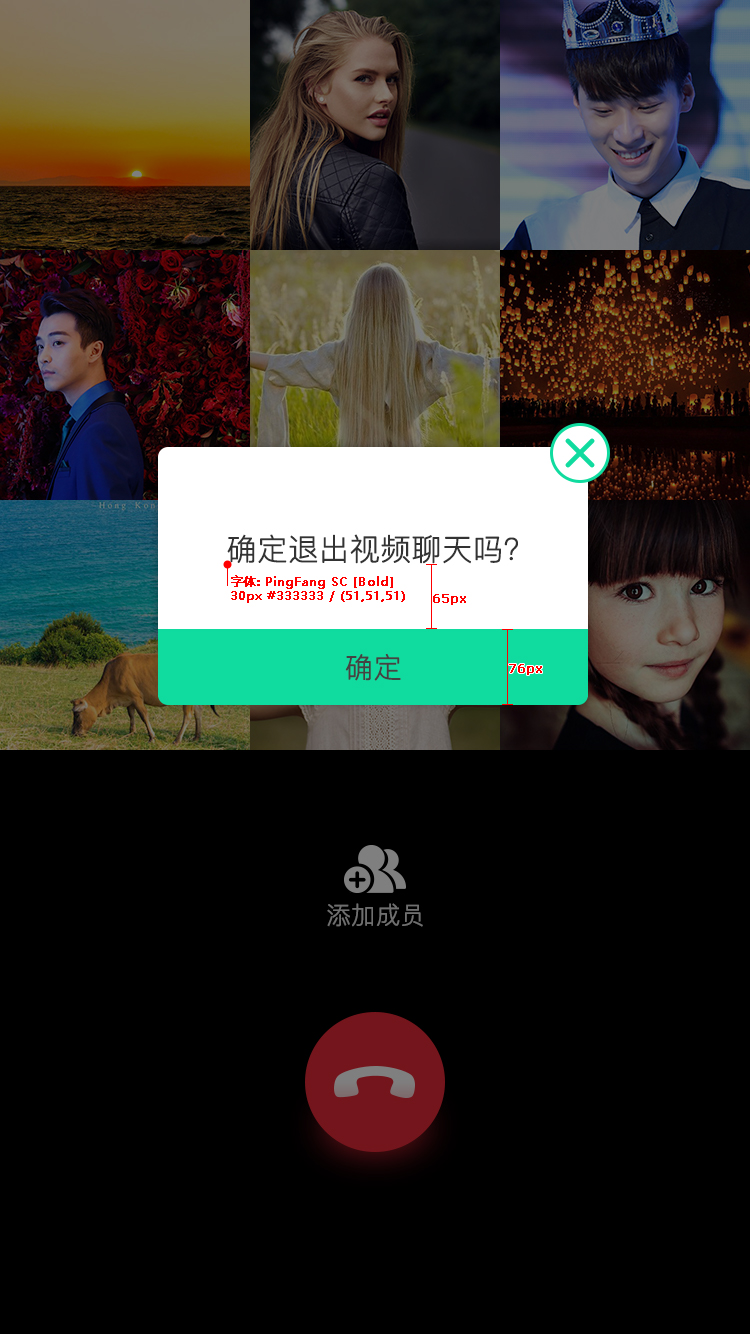 ~Hong Kon
确定退出视频聊天吗?
字体: PingFang SC [Bold]
30px #333333 / (51,51,51)
65px
确定
76px
添加成员